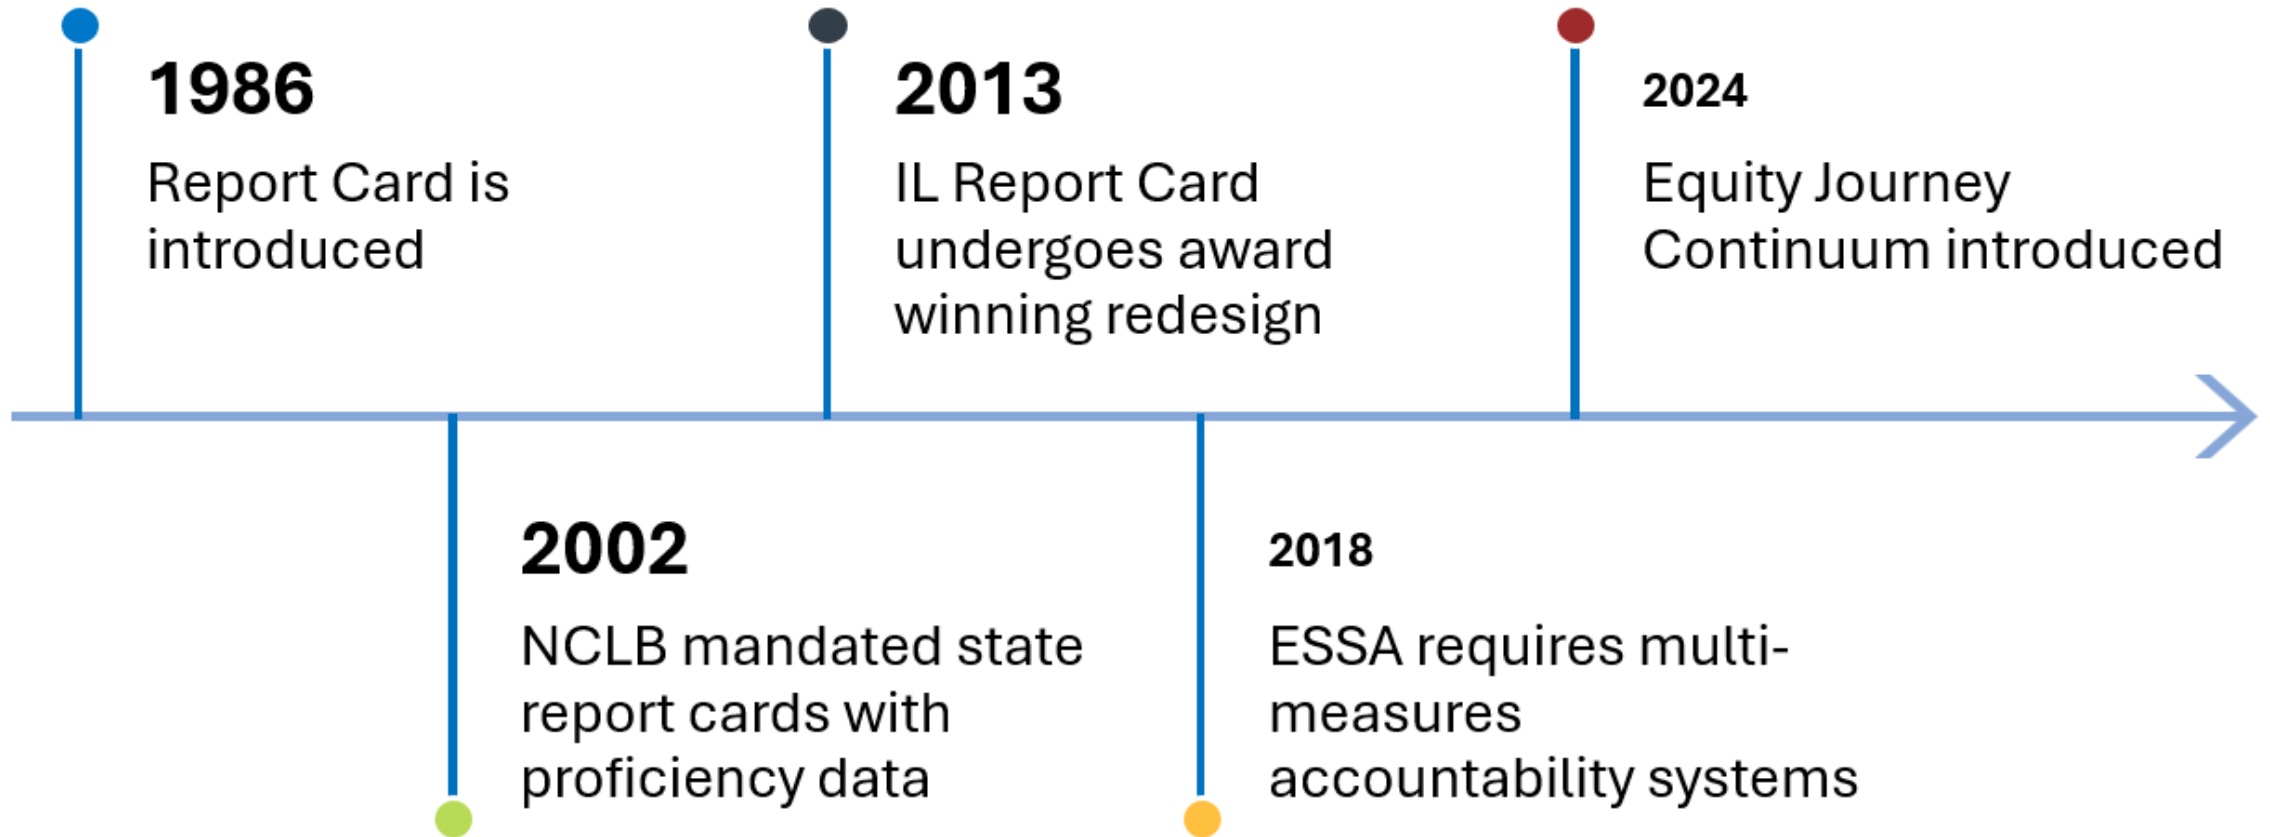 1986
Report Card is
introduced
2002
NCLB mandated state
report cards with
proficiency data
2013
IL Report Card
undergoes award
winning redesign
2018
ESSA requires multi-
measures
accountability systems
2024
Equity Journey
Continuum introduced